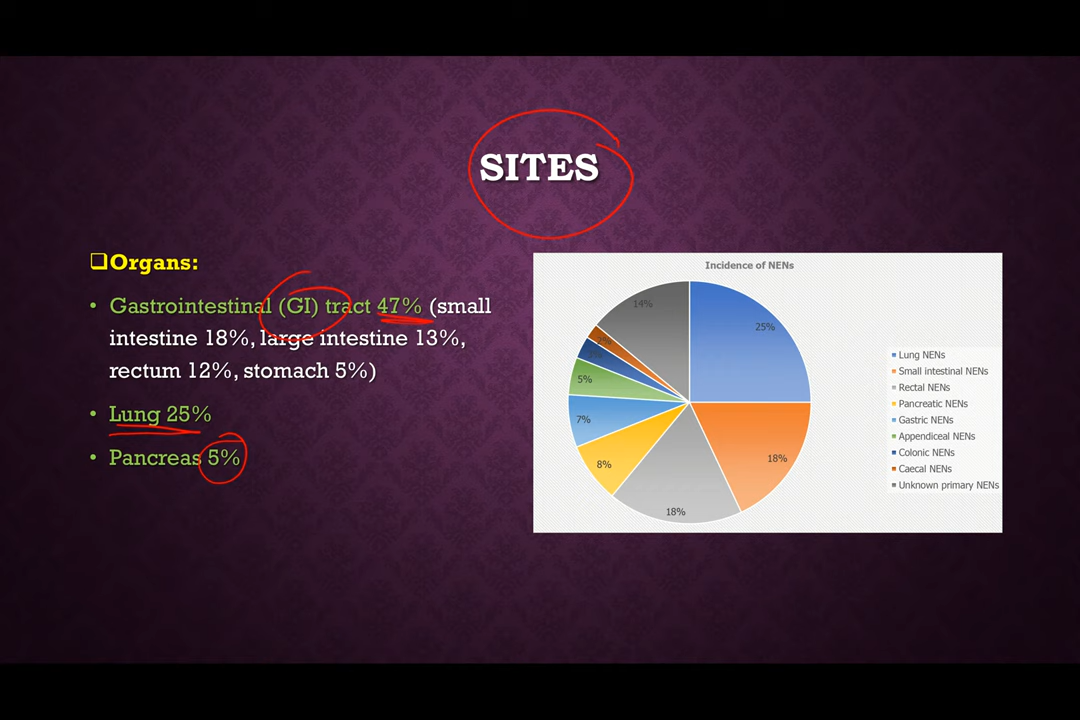 SITES
❑Organs:
• Gastrointestinal (GI) tract 47% (small
intestine 18%, large intestine 13%,
rectum 12%, stomach 5%)
• Lung 25%
• Pancreas 5%
Incidence of NENs
14%
25%
2%
5%
7%
8%
18%
18%
Lung NENs
Small intestinal NENs
Rectal NENs
Pancreatic NENs
Gastric NENs
Appendiceal NENs
Colonic NENs
Caecal NENs
Unknown primary NENs